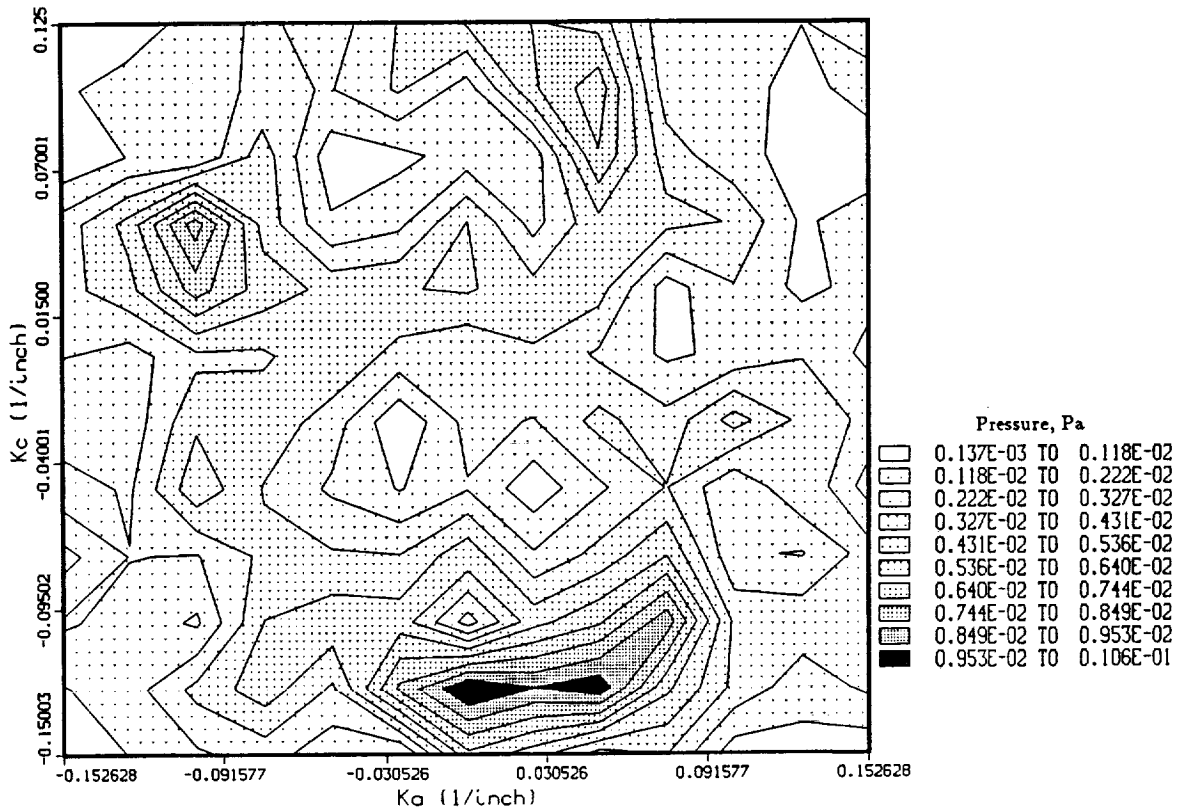 0.125
0.07001
0.01500
-0.04001
-0.09502
-0.15003
Kc (1/inch)
-0.152628
-0.091577
-0.030526
0.030526
0.091577
0.152628
Ka (1/inch)
Pressure, Pa
0.137E-03 TO 0.118E-02
0.118E-02 TO 0.222E-02
0.222E-02 TO 0.327E-02
0.327E-02 TO 0.431E-02
0.431E-02 TO 0.536E-02
0.536E-02 TO 0.640E-02
0.640E-02 TO 0.744E-02
0.744E-02 TO 0.849E-02
0.849E-02 TO 0.953E-02
0.953E-02 TO 0.106E-01